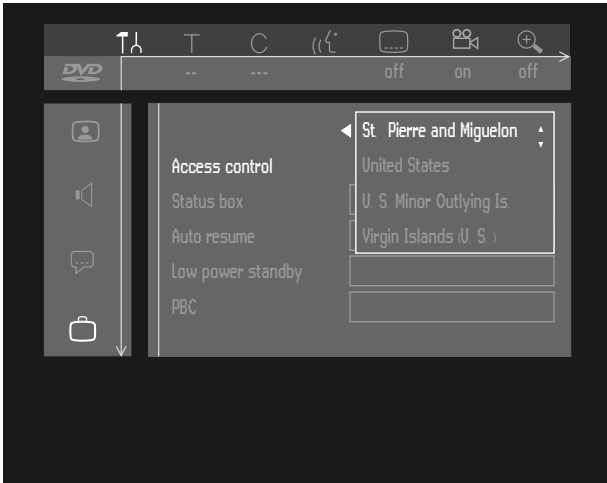 T C
DVD -- --- off on off
St. Pierre and Miguelon
Access control United States
Status box U. S. Minor Outlying Is.
Auto resume Virgin Islands (U. S. )
Low power standby
PBC